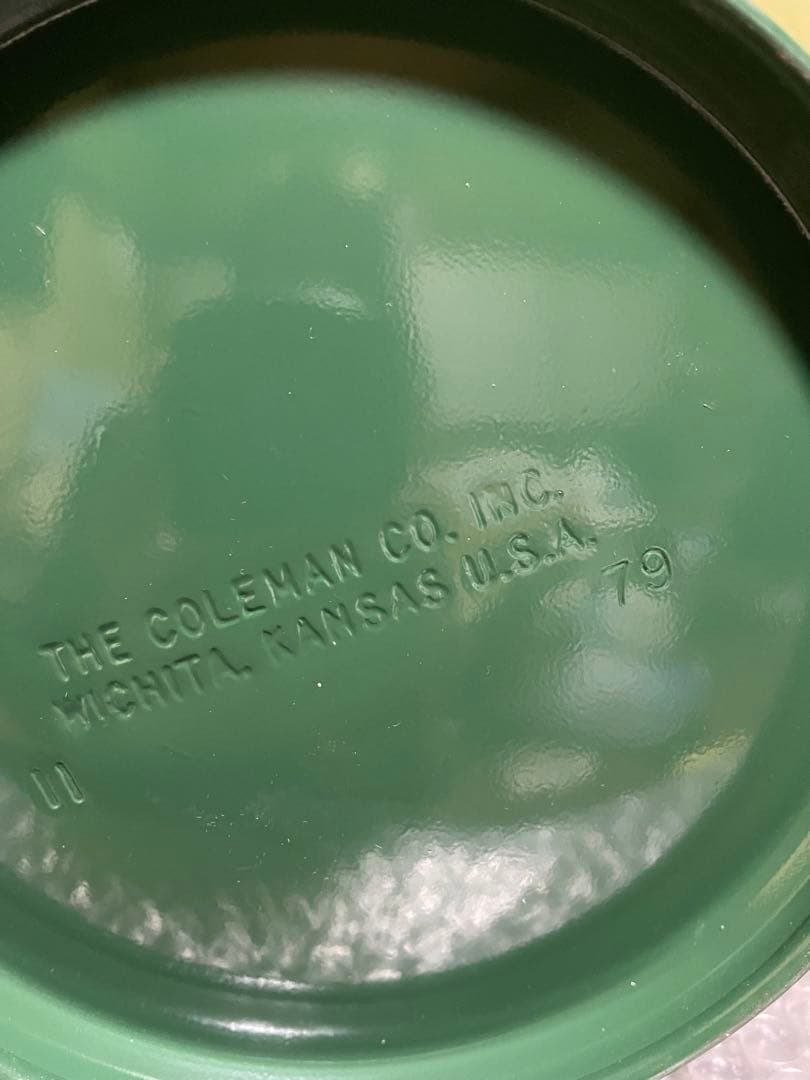 THE COLEMAN CO. INC.
WICHITA, KANSAS U.S.A.
11 79